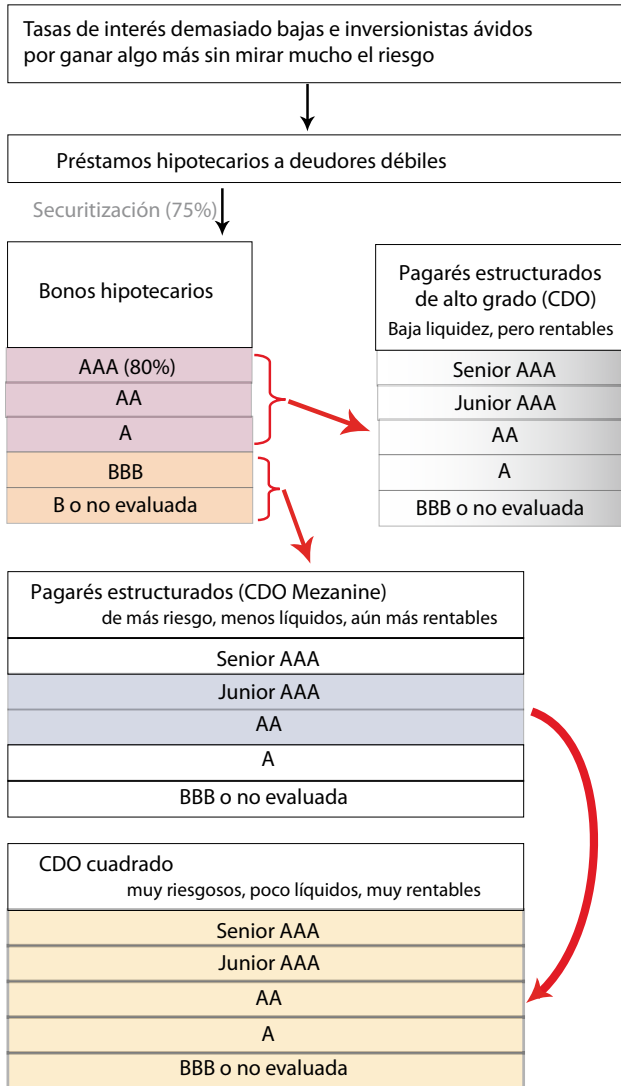 Tasas de interés demasiado bajas e inversionistas ávidos
por ganar algo más sin mirar mucho el riesgo
Préstamos hipotecarios a deudores débiles
Securitización (75%)
Bonos hipotecarios
AAA (80%)
AA
A
BBB
B o no evaluada
Pagarés estructurados
de alto grado (CDO)
Baja liquidez, pero rentables
Senior AAA
Junior AAA
AA
A
BBB o no evaluada
Pagarés estructurados (CDO Mezanine)
de más riesgo, menos líquidos, aún más rentables
Senior AAA
Junior AAA
AA
A
BBB o no evaluada
CDO cuadrado
muy riesgosos, poco líquidos, muy rentables
Senior AAA
Junior AAA
AA
A
BBB o no evaluada